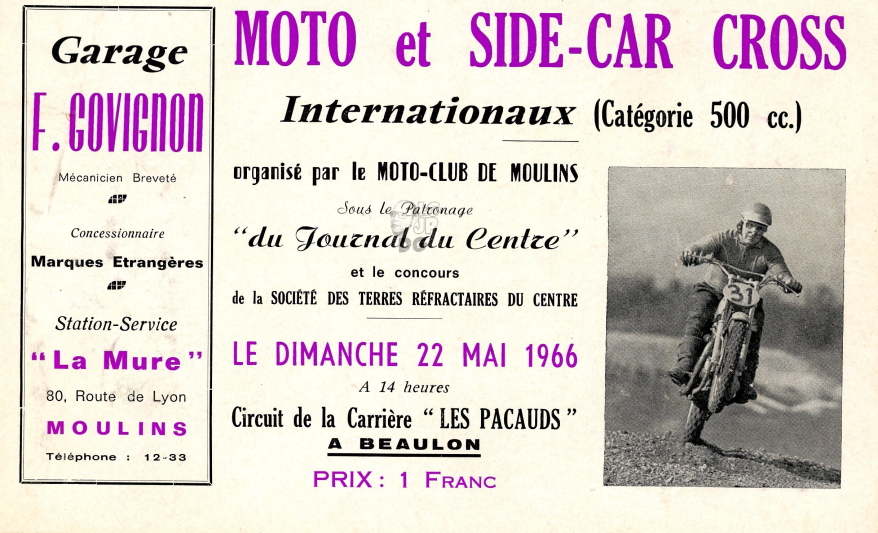 Garage
F. GOVIGNON
Mécanicien Breveté
Concessionnaire
Marques Etrangères
Station-Service
"La Mure"
80, Route de Lyon
MOULINS
Téléphone : 12-33
MOTO et SIDE-CAR CROSS
Internationaux (Catégorie 500 cc.)
organisé par le MOTO-CLUB DE MOULINS
Sous le Patronage
"du Journal du Centre"
et le concours
de la SOCIÉTÉ DES TERRES RÉFRACTAIRES DU CENTRE
LE DIMANCHE 22 MAI 1966
A 14 heures
Circuit de la Carrière "LES PACAUDS"
A BEAULON
PRIX : 1 FRANC
31